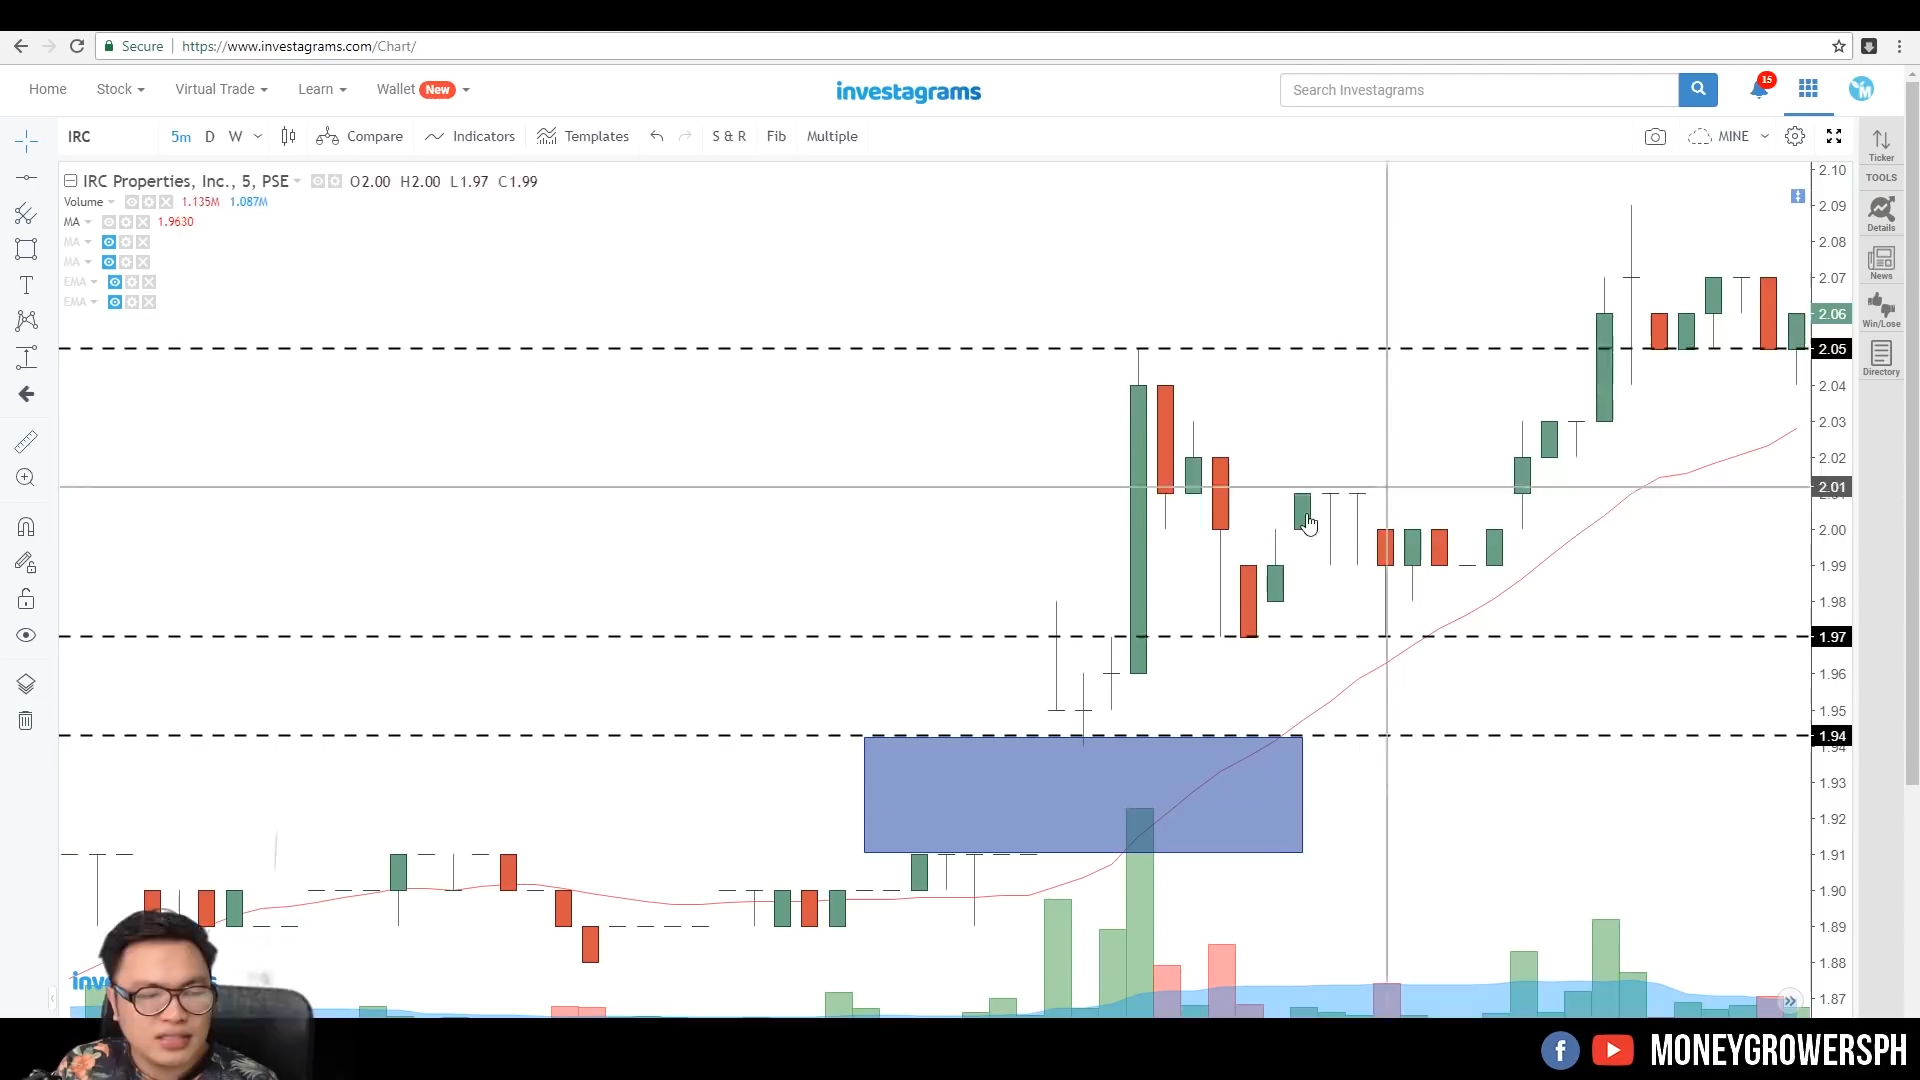 Secure https://www.investagrams.com/Chart/
Home Stock Virtual Trade Learn Wallet New investagrams Search Investagrams 15 M
IRC 5m D W Compare Indicators Templates S & R Fib Multiple MINE
Ticker
TOOLS
Details
News
Win/Lose
Directory
IRC Properties, Inc., 5, PSE O2.00 H2.00 L1.97 C1.99
Volume 1.135M 1.087M
MA 1.9630
MA
MA
EMA
EMA
2.10
2.09
2.08
2.07
2.06
2.05
2.04
2.03
2.02
2.01
2.00
1.99
1.98
1.97
1.96
1.95
1.94
1.93
1.92
1.91
1.90
1.89
1.88
1.87
MONEYGROWERSPH